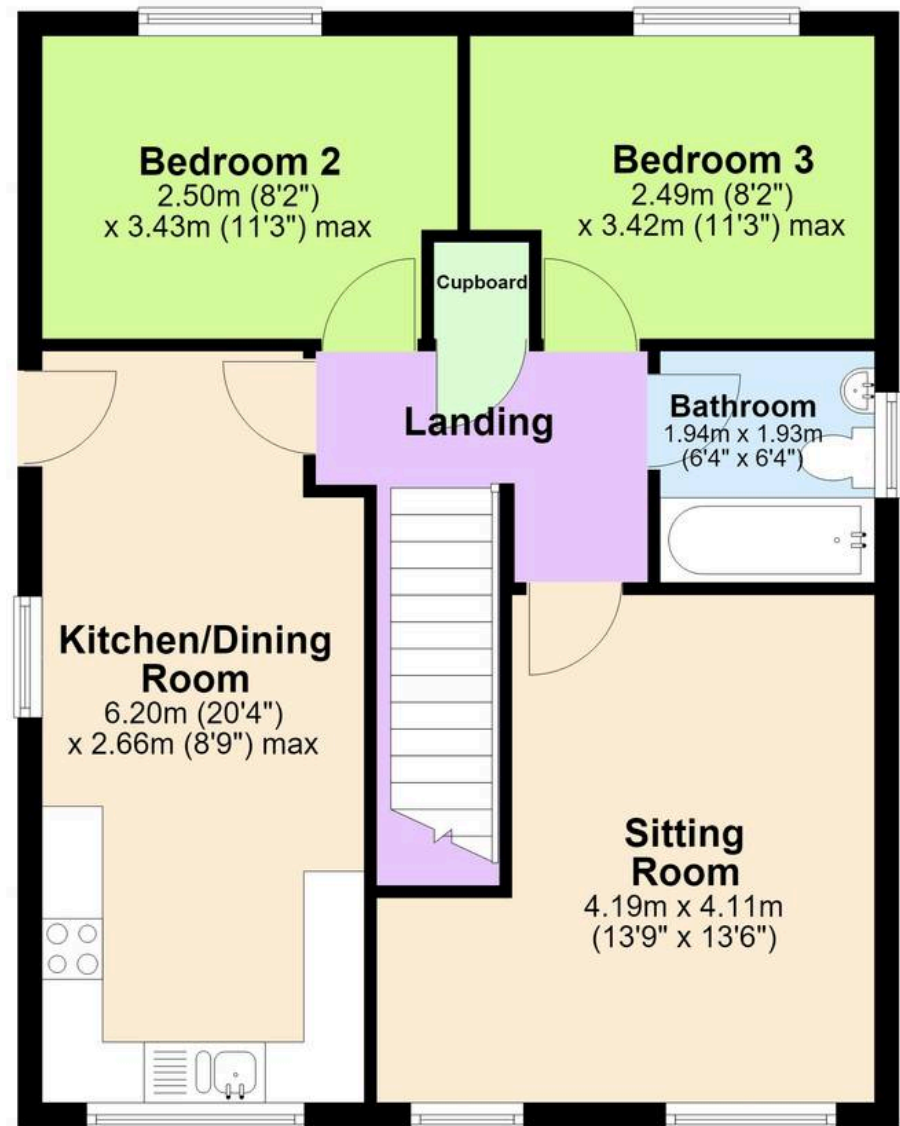 Bedroom 2
2.50m (8'2")
x 3.43m (11'3") max
Bedroom 3
2.49m (8'2")
x 3.42m (11'3") max
Cupboard
Landing
Bathroom
1.94m x 1.93m
(6'4" x 6'4")
Kitchen/Dining
Room
6.20m (20'4")
x 2.66m (8'9") max
Sitting
Room
4.19m x 4.11m
(13'9" x 13'6")